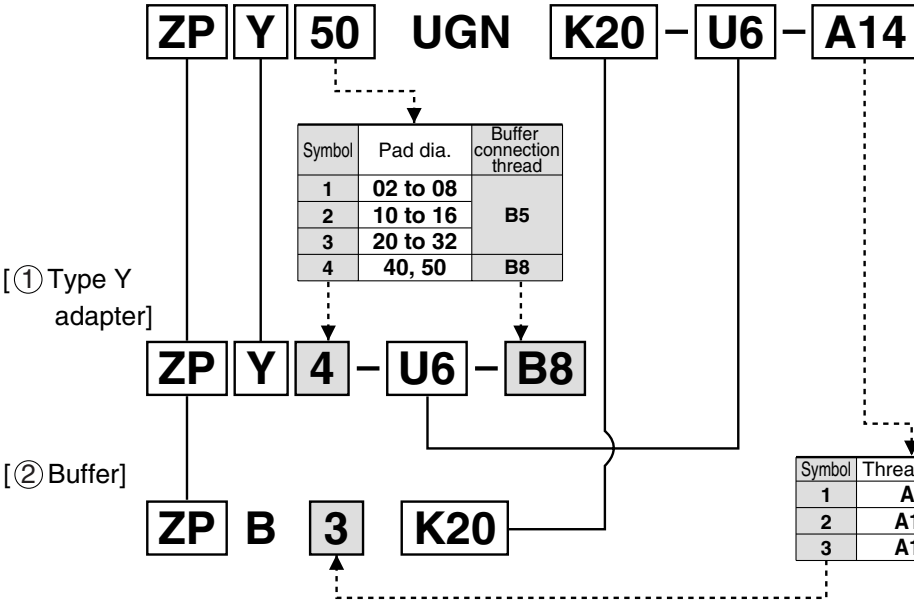 ZP Y 50 UGN K20 – U6 – A14
Symbol Pad dia. Buffer connection thread
1 02 to 08 B5
2 10 to 16
3 20 to 32
4 40, 50 B8
[① Type Y
adapter]
ZP Y 4 – U6 – B8
[② Buffer]
ZP B 3 K20
Symbol
1
2
3